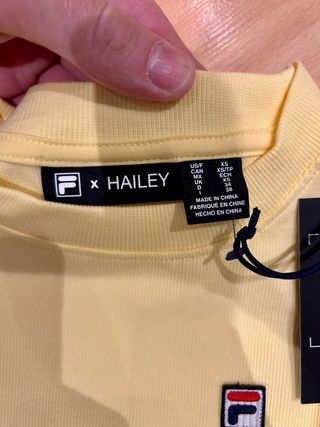 F x HAILEY
US/F XS
CAN XS/TP
MX ECH
UK XS
D 34
I 38
MADE IN CHINA
FABRIQUÉ EN CHINE
HECHO EN CHINA
F